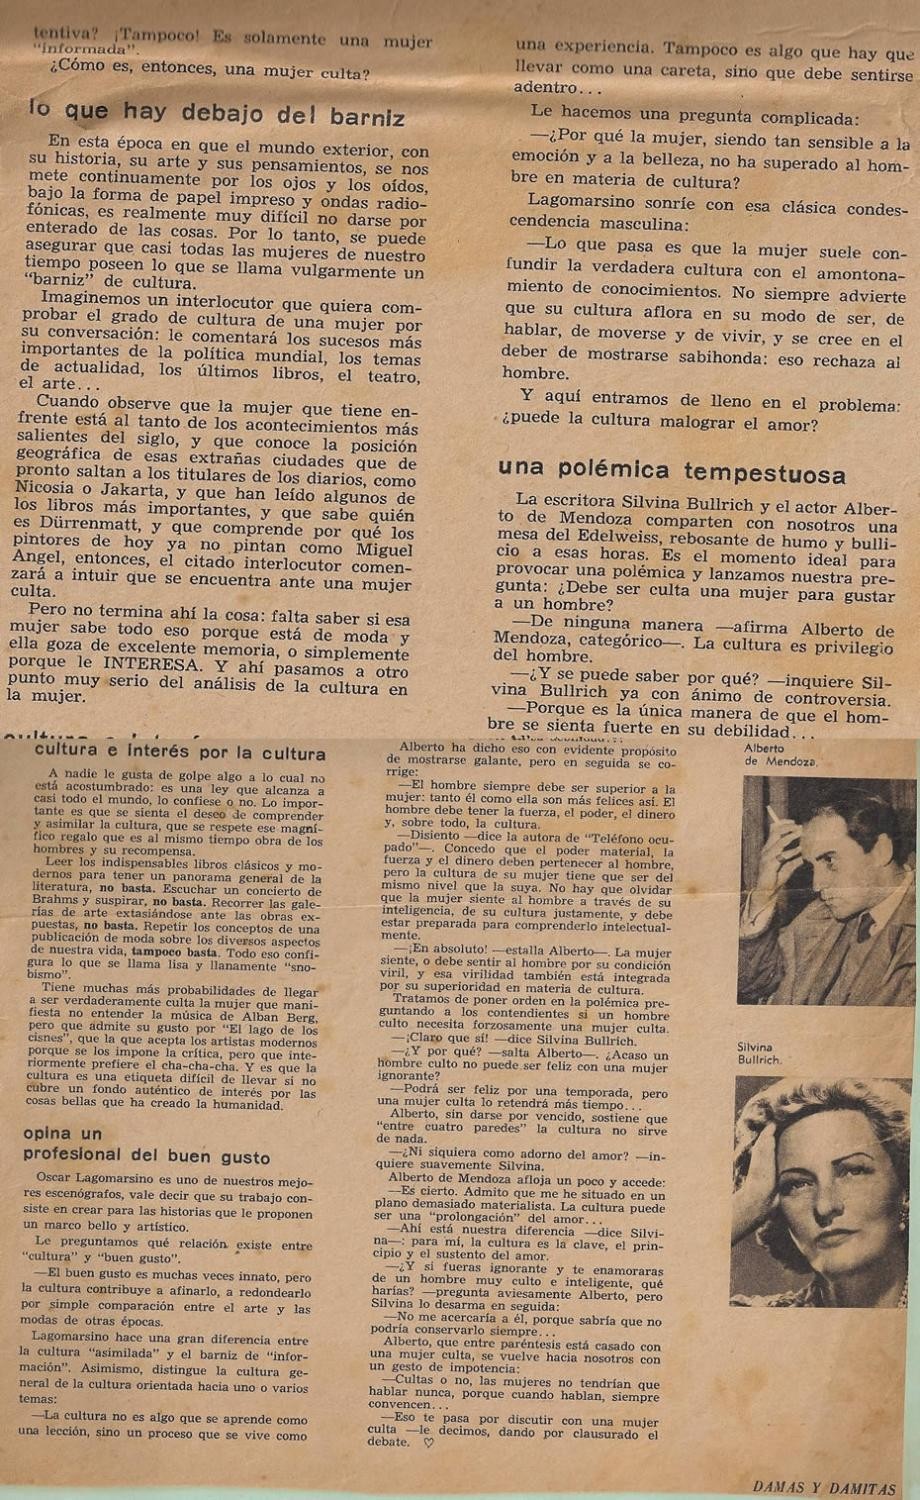 tentiva? ¡Tampoco! Es solamente una mujer
"informada".
¿Cómo es, entonces, una mujer culta?
lo que hay debajo del barniz
En esta época en que el mundo exterior, con
su historia, su arte y sus pensamientos, se nos
mete continuamente por los ojos y los oídos,
bajo la forma de papel impreso y ondas radio-
fónicas, es realmente muy difícil no darse por
enterado de las cosas. Por lo tanto, se puede
asegurar que casi todas las mujeres de nuestro
tiempo poseen lo que se llama vulgarmente un
"barniz" de cultura.
Imaginemos un interlocutor que quiera com-
probar el grado de cultura de una mujer por
su conversación: le comentará los sucesos más
importantes de la política mundial, los temas
de actualidad, los últimos libros, el teatro,
el arte...
Cuando observe que la mujer que tiene en-
frente está al tanto de los acontecimientos más
salientes del siglo, y que conoce la posición
geográfica de esas extrañas ciudades que de
pronto saltan a los titulares de los diarios, como
Nicosia o Jakarta, y que han leído algunos de
los libros más importantes, y que sabe quién
es Dürrenmatt, y que comprende por qué los
pintores de hoy ya no pintan como Miguel
Angel, entonces, el citado interlocutor comen-
zará a intuir que se encuentra ante una mujer
culta.
Pero no termina ahí la cosa: falta saber si esa
mujer sabe todo eso porque está de moda y
ella goza de excelente memoria, o simplemente
porque le INTERESA. Y ahí pasamos a otro
punto muy serio del análisis de la cultura en
la mujer.
cultura e interés por la cultura
A nadie le gusta de golpe algo a lo cual no
está acostumbrado: es una ley que alcanza a
casi todo el mundo, lo confiese o no. Lo impor-
tante es que se sienta el deseo de comprender
y asimilar la cultura, que se respete ese magní-
fico regalo que es al mismo tiempo obra de los
hombres y su recompensa.
Leer los indispensables libros clásicos y mo-
dernos para tener un panorama general de la
literatura, no basta. Escuchar un concierto de
Brahms y suspirar, no basta. Recorrer las gale-
rías de arte extasiándose ante las obras ex-
puestas, no basta. Repetir los conceptos de una
publicación de moda sobre los diversos aspectos
de nuestra vida, tampoco basta. Todo eso confi-
gura lo que se llama lisa y llanamente "sno-
bismo".
Tiene muchas más probabilidades de llegar
a ser verdaderamente culta la mujer que mani-
fiesta no entender la música de Alban Berg,
pero que admite su gusto por "El lago de los
cisnes", que la que acepta los artistas modernos
porque se los impone la crítica, pero que inte-
riormente prefiere el cha-cha-cha. Y es que la
cultura es una etiqueta difícil de llevar si no
cubre un fondo auténtico de interés por las
cosas bellas que ha creado la humanidad.
opina un
profesional del buen gusto
Oscar Lagomarsino es uno de nuestros mejo-
res escenógrafos, vale decir que su trabajo con-
siste en crear para las historias que le proponen
un marco bello y artístico.
Le preguntamos qué relación existe entre
"cultura" y "buen gusto".
—El buen gusto es muchas veces innato, pero
la cultura contribuye a afinarlo, a redondearlo
por simple comparación entre el arte y las
modas de otras épocas.
Lagomarsino hace una gran diferencia entre
la cultura "asimilada" y el barniz de "infor-
mación". Asimismo, distingue la cultura ge-
neral de la cultura orientada hacia uno o varios
temas:
—La cultura no es algo que se aprende como
una lección, sino un proceso que se vive como
una experiencia. Tampoco es algo que hay que
llevar como una careta, sino que debe sentirse
adentro...
Le hacemos una pregunta complicada:
—¿Por qué la mujer, siendo tan sensible a la
emoción y a la belleza, no ha superado al hom-
bre en materia de cultura?
Lagomarsino sonríe con esa clásica condes-
cendencia masculina:
—Lo que pasa es que la mujer suele con-
fundir la verdadera cultura con el amontona-
miento de conocimientos. No siempre advierte
que su cultura aflora en su modo de ser, de
hablar, de moverse y de vivir, y se cree en el
deber de mostrarse sabihonda: eso rechaza al
hombre.
Y aquí entramos de lleno en el problema:
¿puede la cultura malograr el amor?
una polémica tempestuosa
La escritora Silvina Bullrich y el actor Alber-
to de Mendoza comparten con nosotros una
mesa del Edelweiss, rebosante de humo y bulli-
cio a esas horas. Es el momento ideal para
provocar una polémica y lanzamos nuestra pre-
gunta: ¿Debe ser culta una mujer para gustar
a un hombre?
—De ninguna manera —afirma Alberto de
Mendoza, categórico—. La cultura es privilegio
del hombre.
—¿Y se puede saber por qué? —inquiere Sil-
vina Bullrich ya con ánimo de controversia.
—Porque es la única manera de que el hom-
bre se sienta fuerte en su debilidad...
Alberto ha dicho eso con evidente propósito
de mostrarse galante, pero en seguida se co-
rrige:
—El hombre siempre debe ser superior a la
mujer: tanto él como ella son más felices así. El
hombre debe tener la fuerza, el poder, el dinero
y, sobre todo, la cultura.
—Disiento —dice la autora de "Teléfono ocu-
pado"—. Concedo que el poder material, la
fuerza y el dinero deben pertenecer al hombre,
pero la cultura de su mujer tiene que ser del
mismo nivel que la suya. No hay que olvidar
que la mujer siente al hombre a través de su
inteligencia, de su cultura justamente, y debe
estar preparada para comprenderlo intelectual-
mente.
—¡En absoluto! —estalla Alberto—. La mujer
siente, o debe sentir al hombre por su condición
viril, y esa virilidad también está integrada
por su superioridad en materia de cultura.
Tratamos de poner orden en la polémica pre-
guntando a los contendientes si un hombre
culto necesita forzosamente una mujer culta.
—¡Claro que sí! —dice Silvina Bullrich.
—¿Y por qué? —salta Alberto—. ¿Acaso un
hombre culto no puede ser feliz con una mujer
ignorante?
—Podrá ser feliz por una temporada, pero
una mujer culta lo retendrá más tiempo...
Alberto, sin darse por vencido, sostiene que
"entre cuatro paredes" la cultura no sirve
de nada.
—¿Ni siquiera como adorno del amor? —in-
quiere suavemente Silvina.
Alberto de Mendoza afloja un poco y accede:
—Es cierto. Admito que me he situado en un
plano demasiado materialista. La cultura puede
ser una "prolongación" del amor...
—Ahí está nuestra diferencia —dice Silvi-
na—: para mí, la cultura es la clave, el prin-
cipio y el sustento del amor.
—¿Y si fueras ignorante y te enamoraras
de un hombre muy culto e inteligente, qué
harías? —pregunta aviesamente Alberto, pero
Silvina lo desarma en seguida:
—No me acercaría a él, porque sabría que no
podría conservarlo siempre...
Alberto, que entre paréntesis está casado con
una mujer culta, se vuelve hacia nosotros con
un gesto de impotencia:
—Cultas o no, las mujeres no tendrían que
hablar nunca, porque cuando hablan, siempre
convencen...
—Eso te pasa por discutir con una mujer
culta —le decimos, dando por clausurado el
debate. ♡
Alberto
de Mendoza.
Silvina
Bullrich.
DAMAS Y DAMITAS